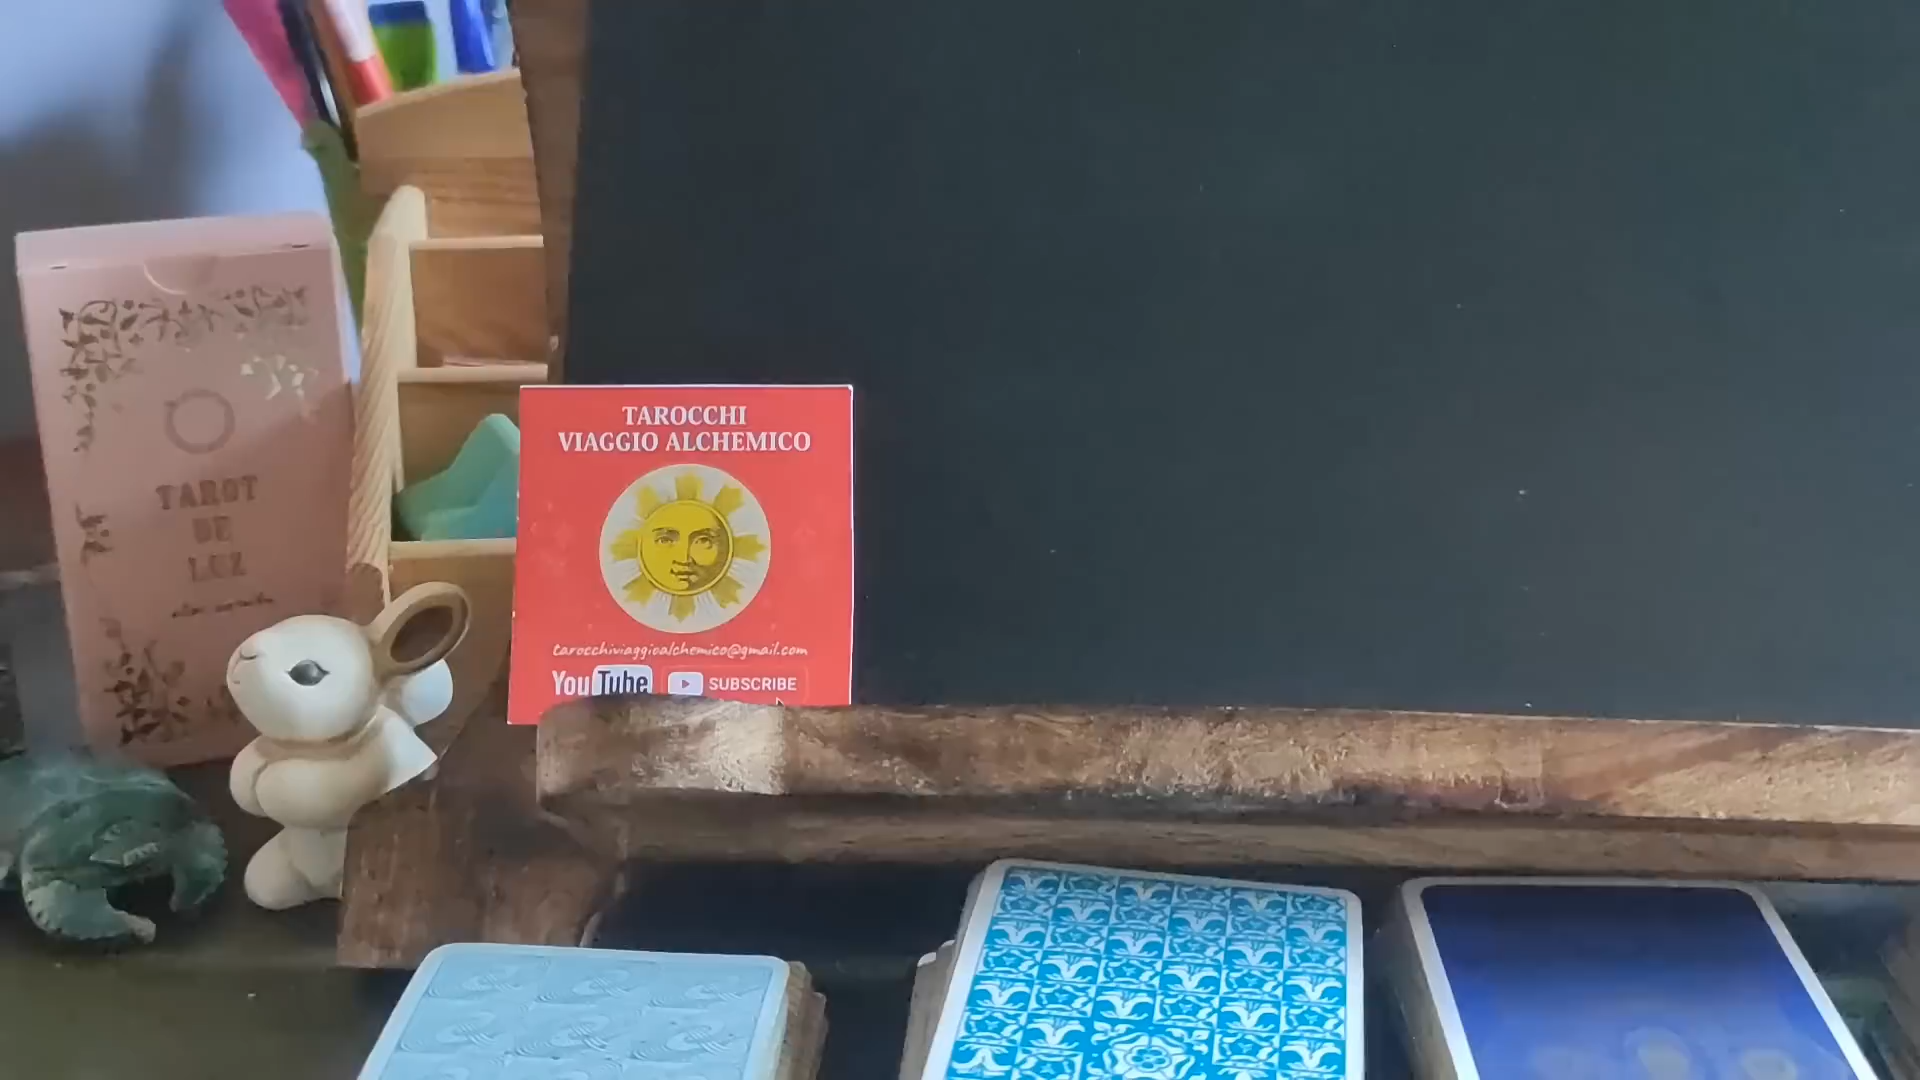 TAROT
DE
LUZ
TAROCCHI
VIAGGIO ALCHEMICO
tarocchiviaggioalchemico@gmail.com
YouTube SUBSCRIBE